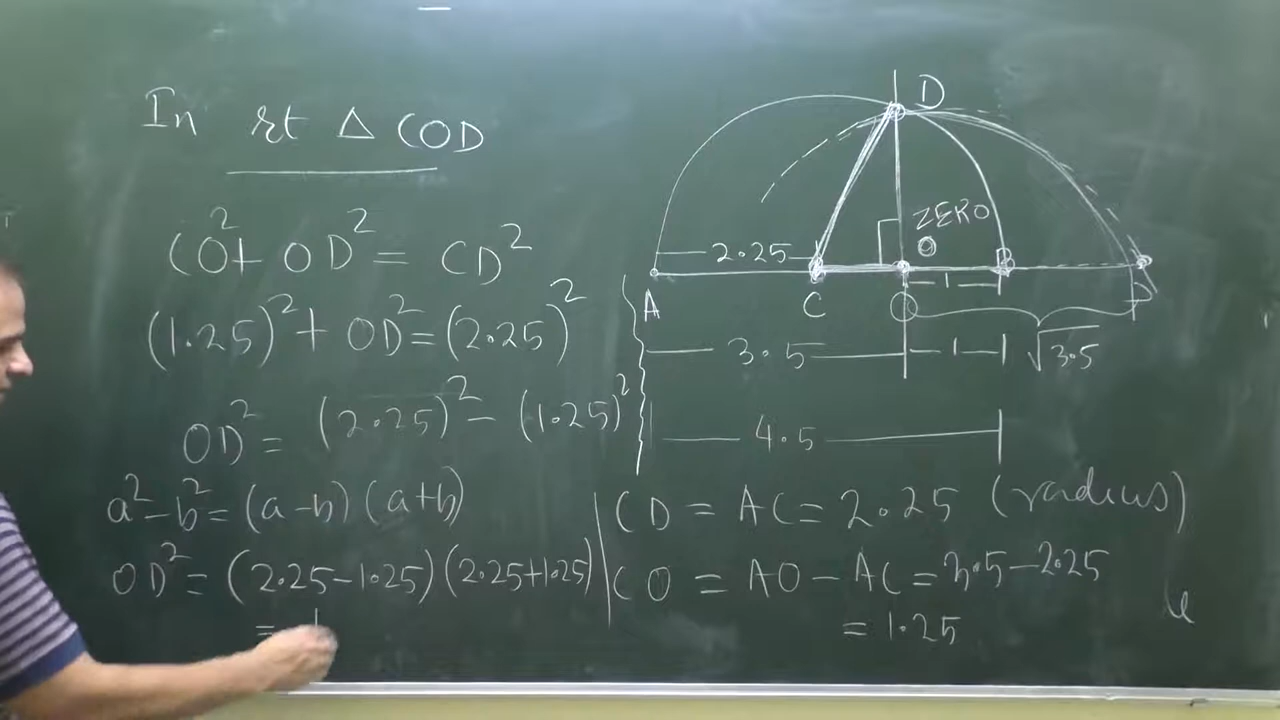 In rt △ COD
CO² + OD² = CD²
(1.25)² + OD² = (2.25)²
OD² = (2.25)² - (1.25)²
a² - b² = (a-b) (a+b)
OD² = (2.25-1.25) (2.25+1.25)
= 1
D
ZERO
0
2.25
1
A C O
3.5 1 √3.5
4.5
CD = AC = 2.25 (radius)
CO = AO - AC = 3.5 - 2.25
= 1.25